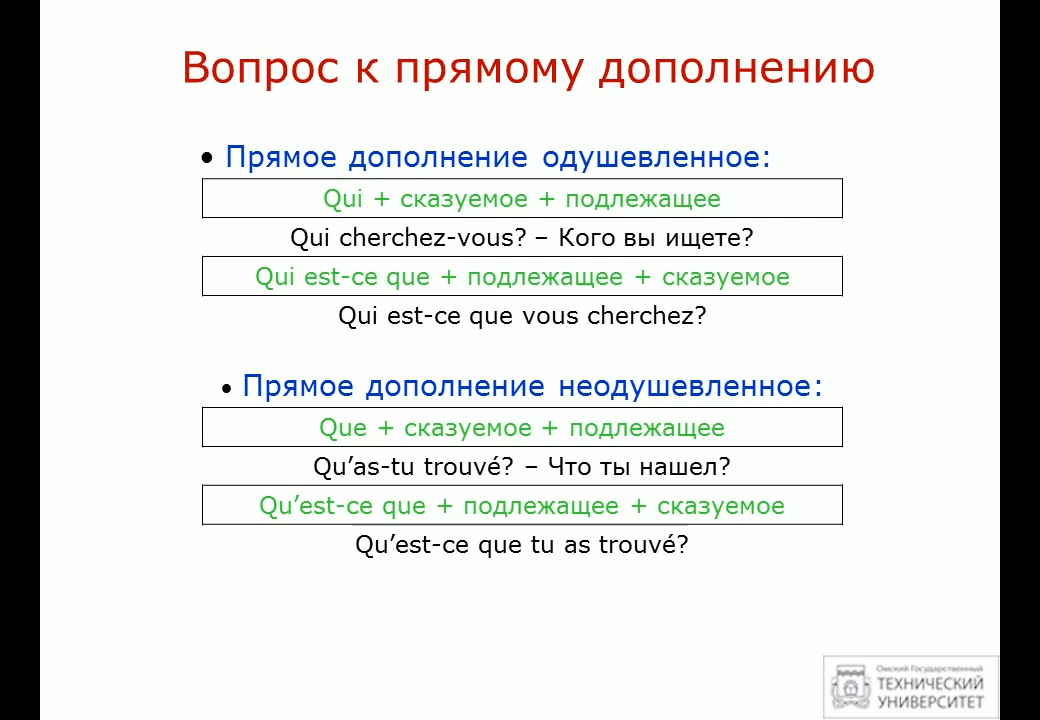 Вопрос к прямому дополнению
• Прямое дополнение одушевленное:
Qui + сказуемое + подлежащее
Qui cherchez-vous? – Кого вы ищете?
Qui est-ce que + подлежащее + сказуемое
Qui est-ce que vous cherchez?
• Прямое дополнение неодушевленное:
Que + сказуемое + подлежащее
Qu’as-tu trouvé? – Что ты нашел?
Qu’est-ce que + подлежащее + сказуемое
Qu’est-ce que tu as trouvé?
Омский Государственный
ТЕХНИЧЕСКИЙ
УНИВЕРСИТЕТ